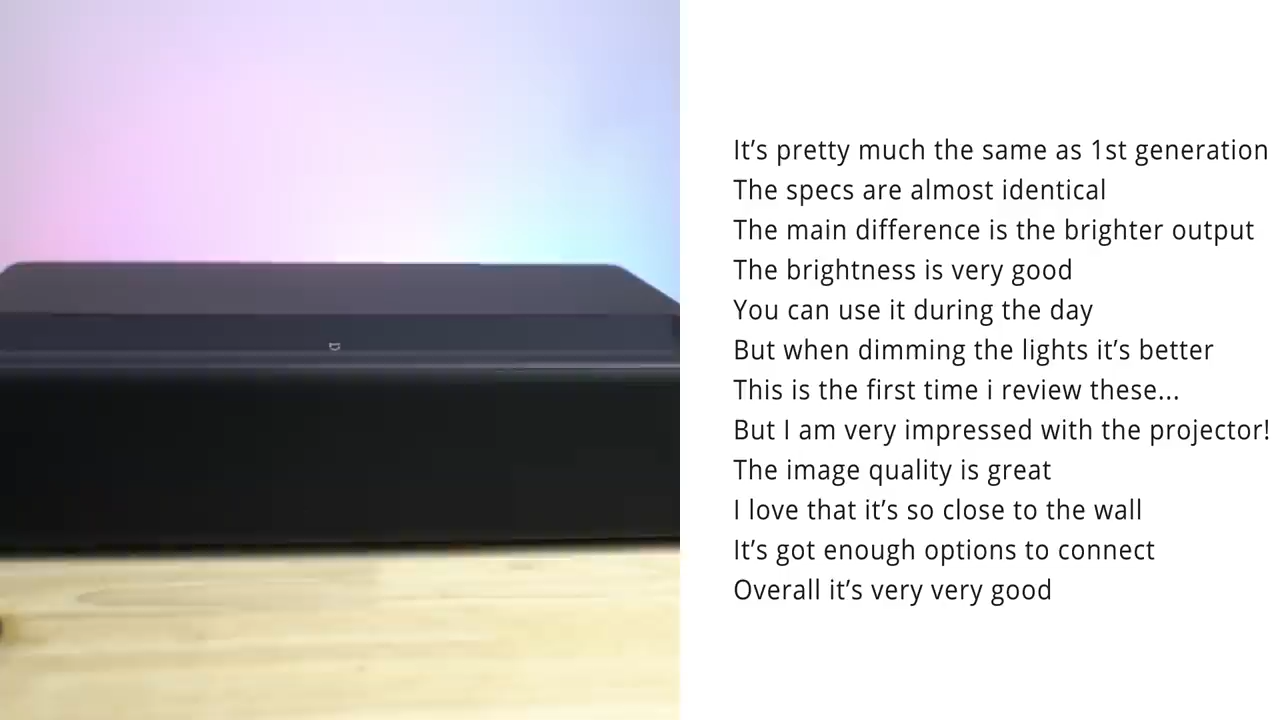 It’s pretty much the same as 1st generation
The specs are almost identical
The main difference is the brighter output
The brightness is very good
You can use it during the day
But when dimming the lights it’s better
This is the first time i review these...
But I am very impressed with the projector!
The image quality is great
I love that it’s so close to the wall
It’s got enough options to connect
Overall it’s very very good